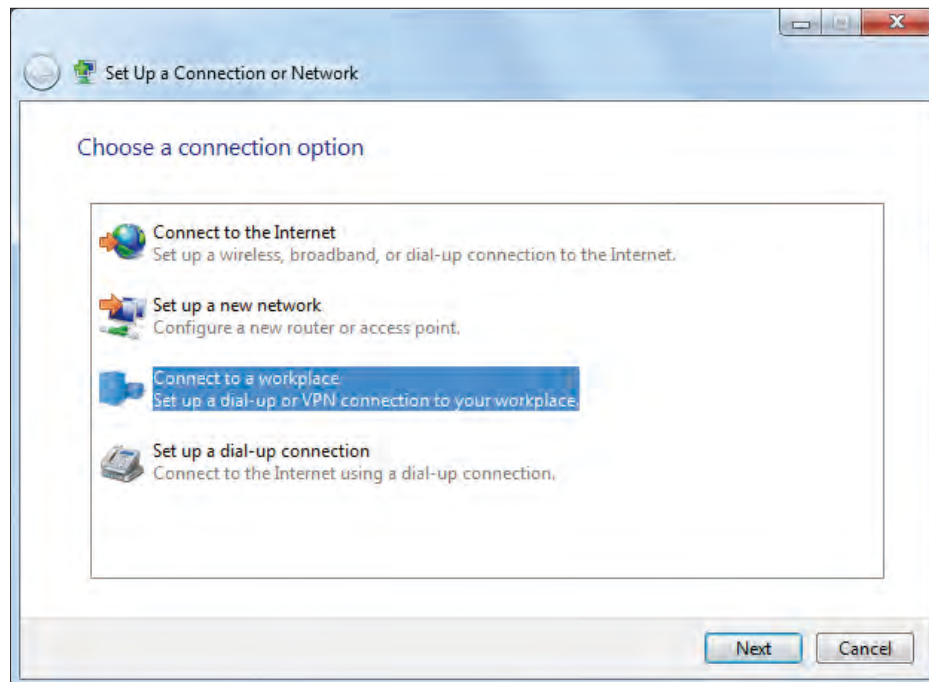 Set Up a Connection or Network
Choose a connection option
Connect to the Internet
Set up a wireless, broadband, or dial-up connection to the Internet.
Set up a new network
Configure a new router or access point.
Connect to a workplace
Set up a dial-up or VPN connection to your workplace.
Set up a dial-up connection
Connect to the Internet using a dial-up connection.
Next Cancel